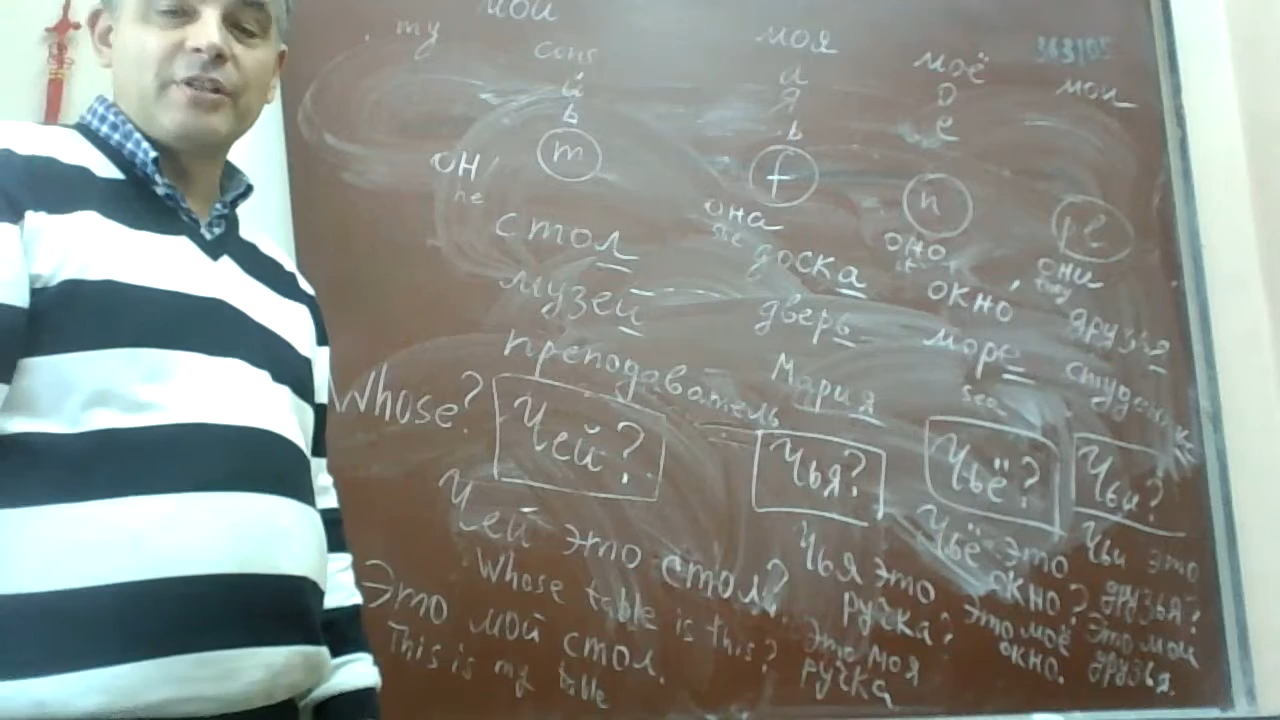 my мой моя моё мои
cons а о
й я е
ь ь
m f n pl
он она оно они
he she it they
стол доска окно друзья
музей дверь море студенты
преподаватель Мария sea
Whose? Чей? Чья? Чьё? Чьи?
Чей это стол? Чья это ручка? Чьё это окно? Чьи это друзья?
Whose table is this?
Это мой стол. Это моя ручка Это моё окно. Это мои друзья.
This is my table